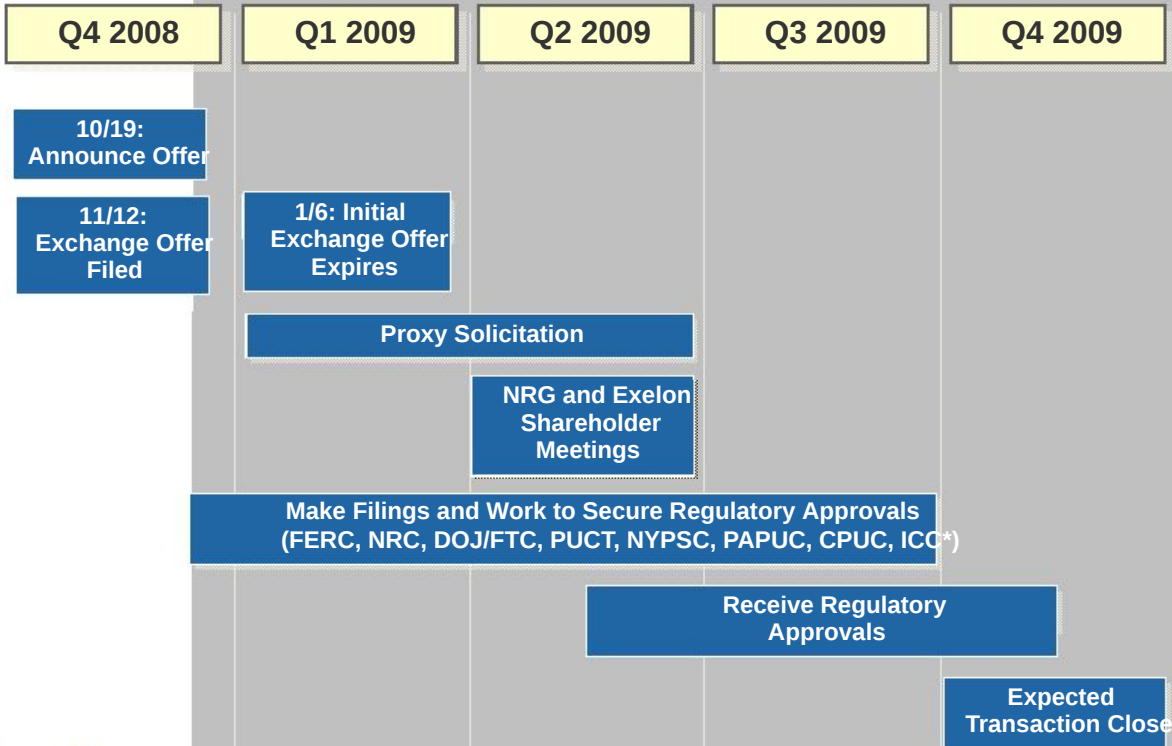 Q4 2008
Q1 2009
Q2 2009
Q3 2009
Q4 2009
10/19:
Announce Offer
11/12:
Exchange Offer
Filed
1/6: Initial
Exchange Offer
Expires
Proxy Solicitation
NRG and Exelon
Shareholder
Meetings
Make Filings and Work to Secure Regulatory Approvals
(FERC, NRC, DOJ/FTC, PUCT, NYPSC, PAPUC, CPUC, ICC*)
Receive Regulatory
Approvals
Expected
Transaction Close